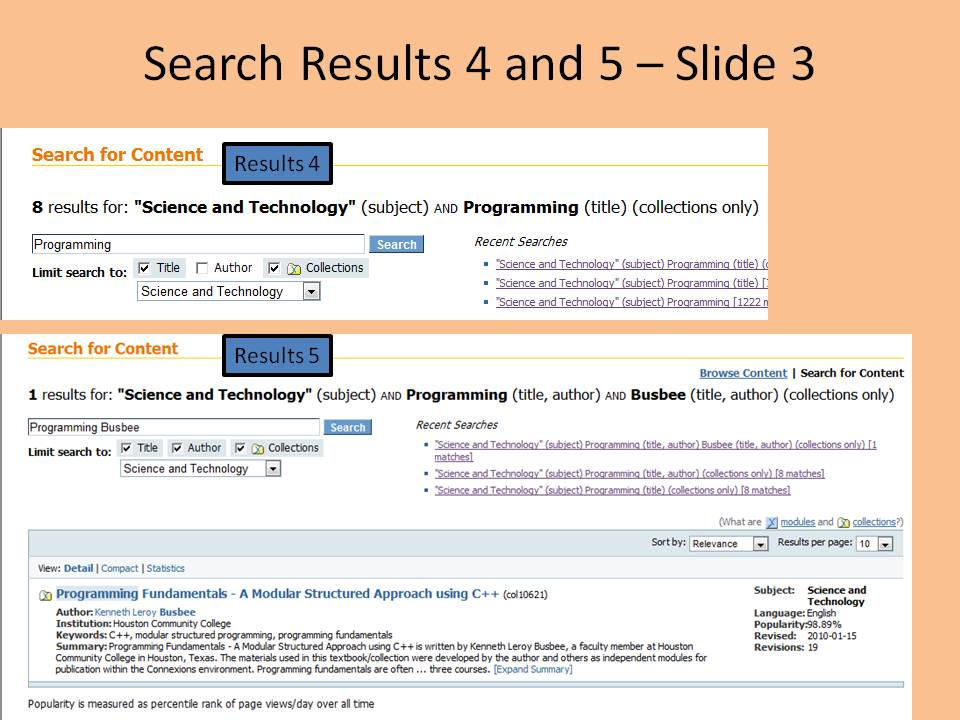 Search Results 4 and 5 – Slide 3
Search for Content
Results 4
8 results for: "Science and Technology" (subject) AND Programming (title) (collections only)
Programming
Search
Recent Searches
Limit search to: Title Author Collections
"Science and Technology" (subject) Programming (title) (c
"Science and Technology" (subject) Programming (title) [
"Science and Technology" (subject) Programming [1222 m
Science and Technology
Search for Content
Results 5
Browse Content | Search for Content
1 results for: "Science and Technology" (subject) AND Programming (title, author) AND Busbee (title, author) (collections only)
Programming Busbee
Search
Recent Searches
Limit search to: Title Author Collections
"Science and Technology" (subject) Programming (title, author) Busbee (title, author) (collections only) [1
matches]
"Science and Technology" (subject) Programming (title, author) (collections only) [8 matches]
"Science and Technology" (subject) Programming (title) (collections only) [8 matches]
Science and Technology
(What are modules and collections?)
Sort by: Relevance Results per page: 10
View: Detail | Compact | Statistics
Programming Fundamentals - A Modular Structured Approach using C++ (col10621)
Author: Kenneth Leroy Busbee
Institution: Houston Community College
Keywords: C++, modular structured programming, programming fundamentals
Summary: Programming Fundamentals - A Modular Structured Approach using C++ is written by Kenneth Leroy Busbee, a faculty member at Houston
Community College in Houston, Texas. The materials used in this textbook/collection were developed by the author and others as independent modules for
publication within the Connexions environment. Programming fundamentals are often ... three courses. [Expand Summary]
Subject: Science and
Technology
Language: English
Popularity: 98.89%
Revised: 2010-01-15
Revisions: 19
Popularity is measured as percentile rank of page views/day over all time